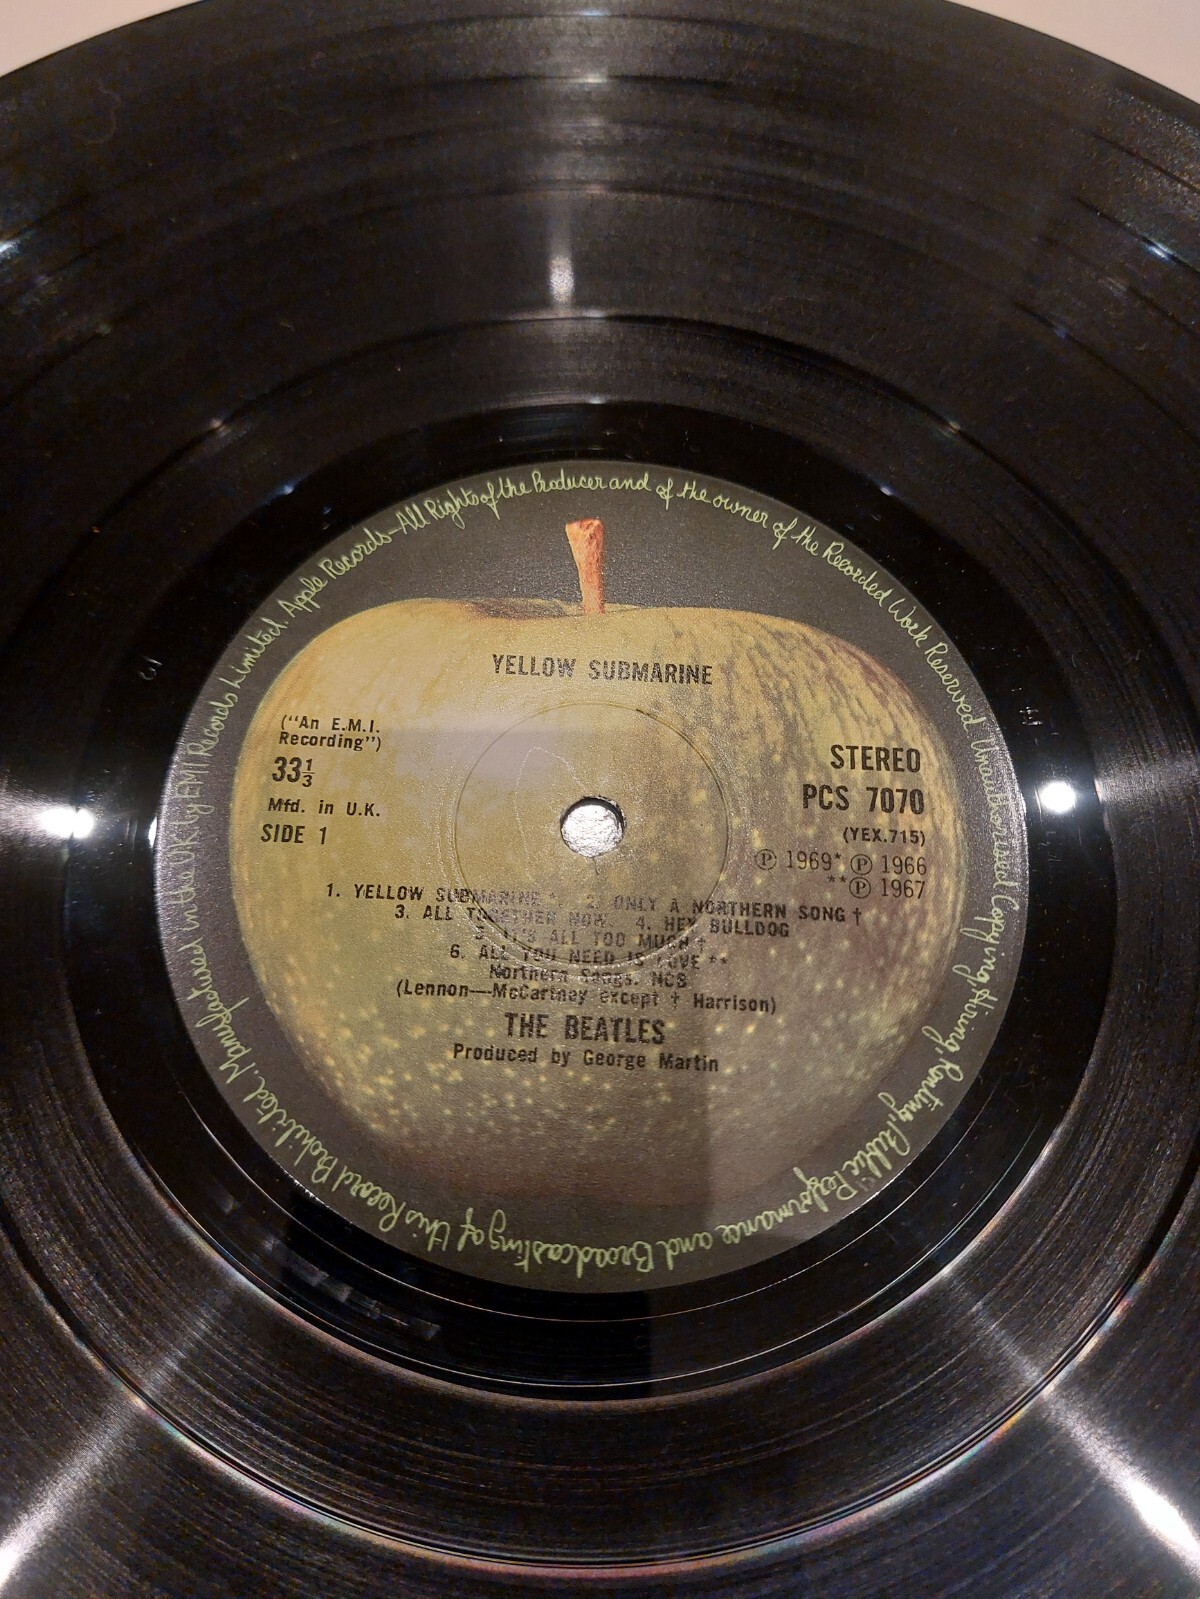 Apple Records—All Rights of the Producer and of the owner of the Recorded Work Reserved Unauthorised Copying, Hiring, Renting, Public Performance and Broadcasting of this Record Prohibited. Manufactured in the UK by EMI Records Limited.
YELLOW SUBMARINE
("An E.M.I.
Recording")
33⅓
Mfd. in U.K.
SIDE 1
STEREO
PCS 7070
(YEX.715)
℗ 1969* ℗ 1966
**℗ 1967
1. YELLOW SUBMARINE *. 2. ONLY A NORTHERN SONG †
3. ALL TOGETHER NOW. 4. HEY BULLDOG
5. IT'S ALL TOO MUCH †
6. ALL YOU NEED IS LOVE **
Northern Songs. NCB
(Lennon—McCartney except † Harrison)
THE BEATLES
Produced by George Martin